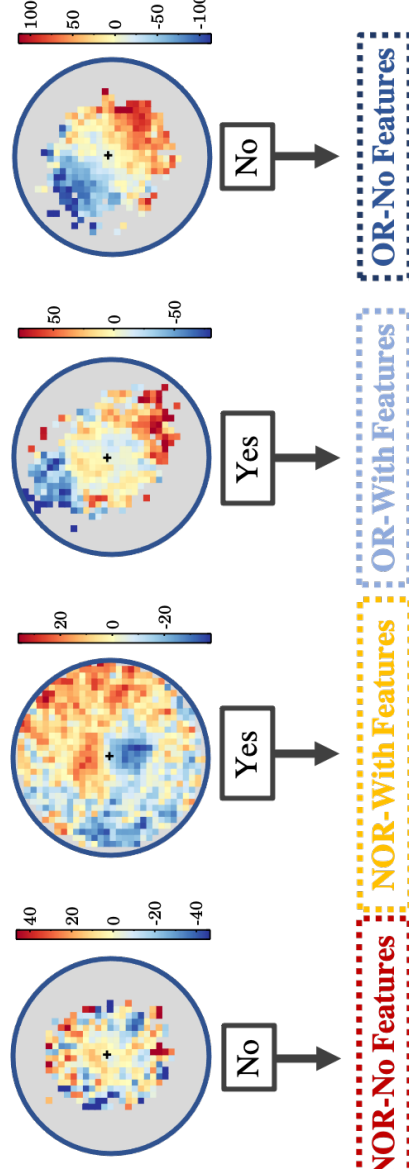 -40 -20 0 20 40
-20 0 20
-50 0 50
-100 -50 0 50 100
No
Yes
Yes
No
NOR-No Features
NOR-With Features
OR-With Features
OR-No Features